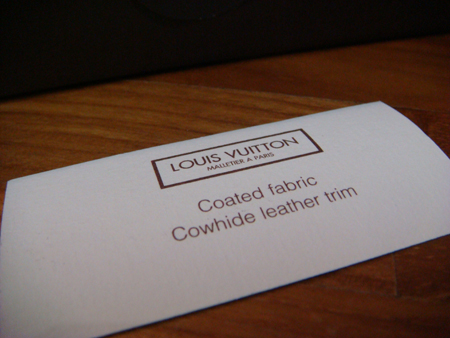 LOUIS VUITTON
MALLETIER A PARIS
Coated fabric
Cowhide leather trim